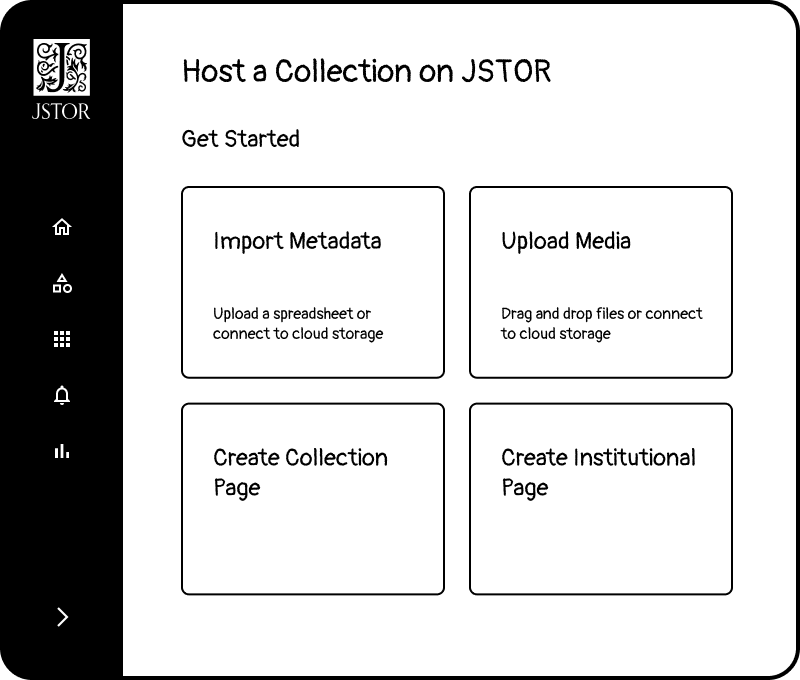 JSTOR
Host a Collection on JSTOR
Get Started
Import Metadata
Upload a spreadsheet or
connect to cloud storage
Upload Media
Drag and drop files or connect
to cloud storage
Create Collection
Page
Create Institutional
Page